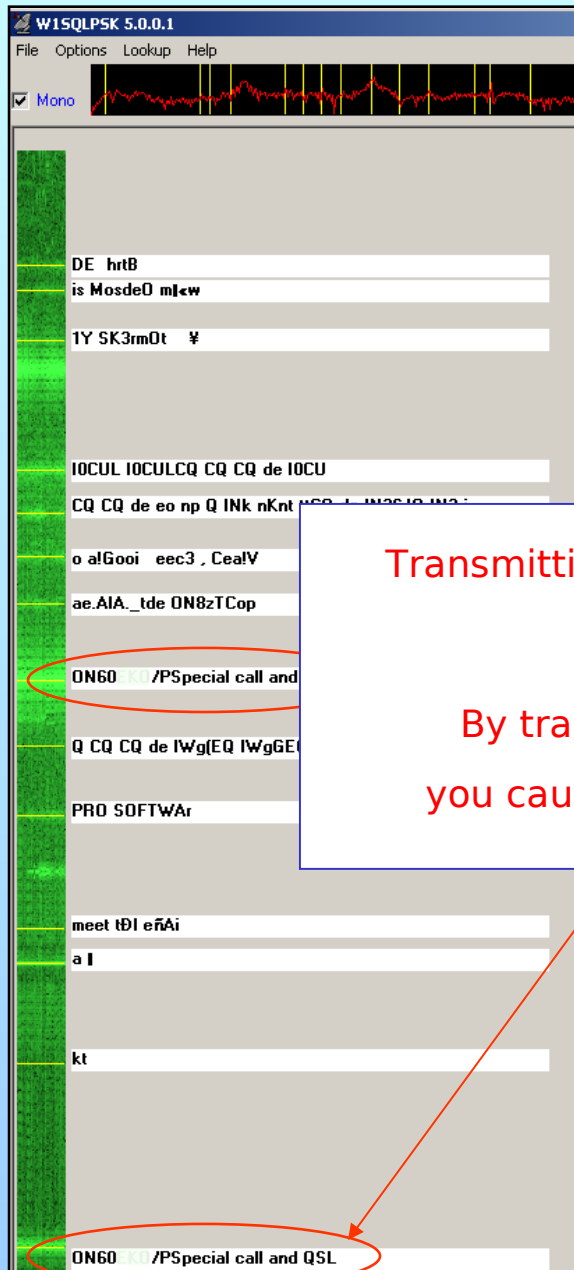 W1SQLPSK 5.0.0.1
File Options Lookup Help
Mono
DE hrtB
is MosdeO
1Y SK3rmOt ¥
I0CUL I0CULCQ CQ CQ de I0CU
CQ CQ de eo np Q INk nKnt
o a!Gooi eec3 , Cea!V
ae.AIA._tde ON8zTCop
Transmitti
ON60 /PSpecial call and
By tra
Q CQ CQ de IWg(EQ
you cau
PRO SOFTWAr
meet tÐI eñAi
a
kt
ON60 /PSpecial call and QSL